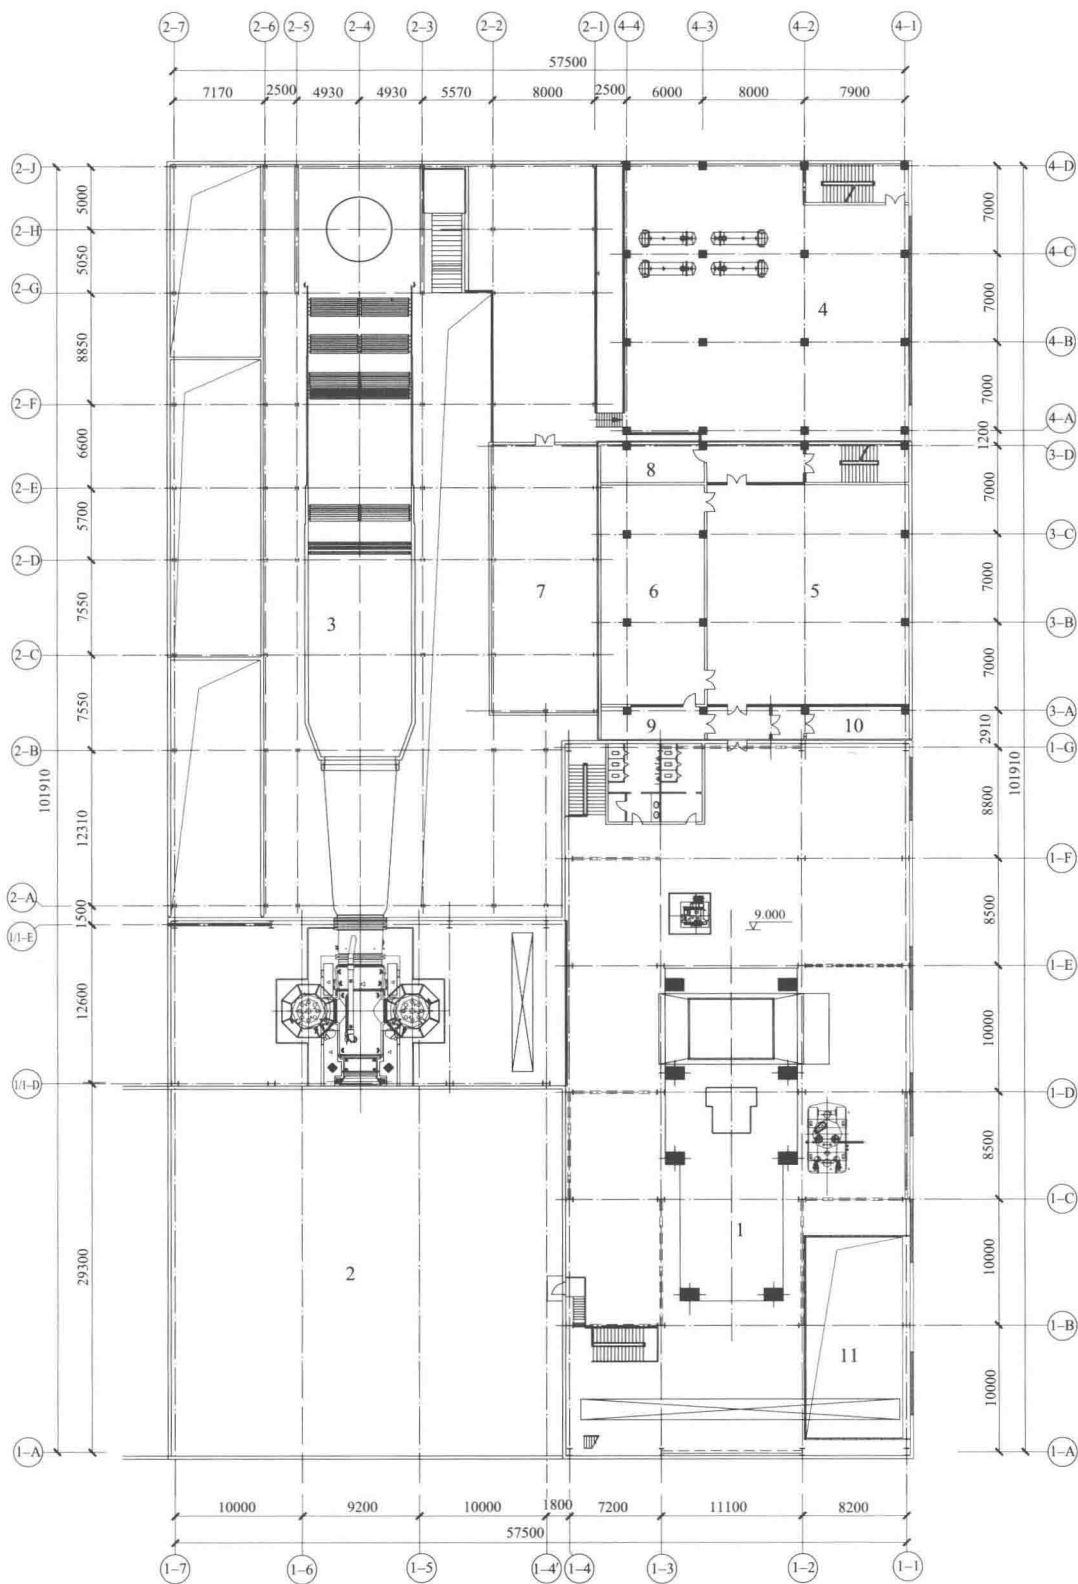 2–7 2–6 2–5 2–4 2–3 2–2 2–1 4–4 4–3 4–2 4–1
57500
7170 2500 4930 4930 5570 8000 2500 6000 8000 7900
2–J 4–D
5000 7000
2–H
4–C
5050
2–G
4 7000
4–B
8850
7000
2–F
4–A
1200
3–D
6600 8
7000
2–E
5700
3–C
2–D
7 6 5 7000
7550
3
3–B
2–C
7000
7550
3–A
9 10 2910
2–B 1–G
101910 101910
8800
12310
1–F
2–A
1500 9.000 8500
1/1–E
1–E
12600
10000
1/1–D
1–D
8500
1–C
1
29300 2 10000
1–B
11
10000
1–A 1–A
10000 9200 10000 1800 7200 11100 8200
57500
1–7 1–6 1–5 1–4′ 1–4 1–3 1–2 1–1